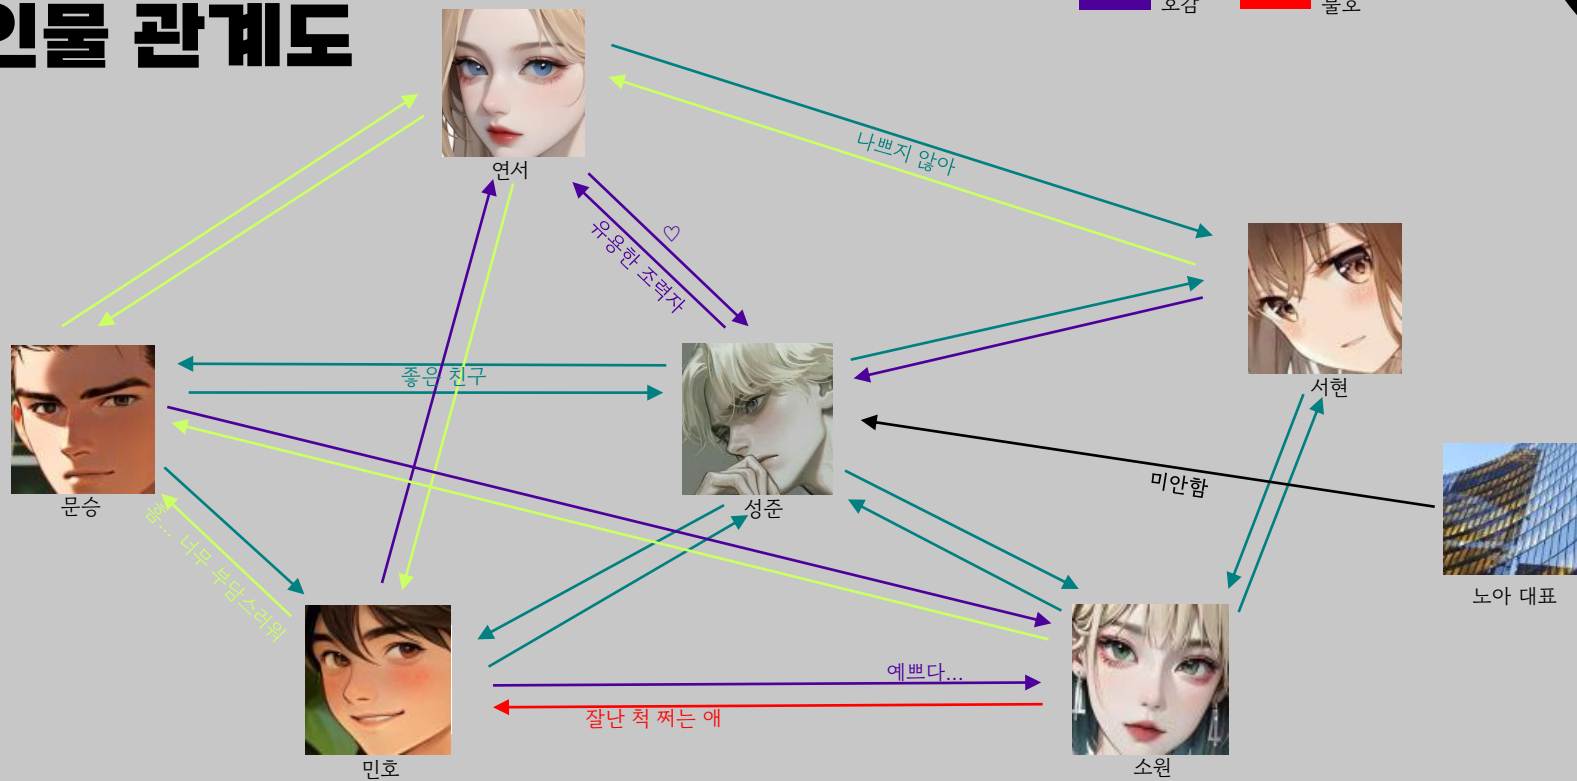 인물 관계도
호감
불호
연서
나쁘지 않아
♡
유용한 조력자
서현
좋은 친구
문승
성준
미안함
노아 대표
흠... 너무 부담스러워
예쁘다...
잘난 척 쩌는 애
민호
소원